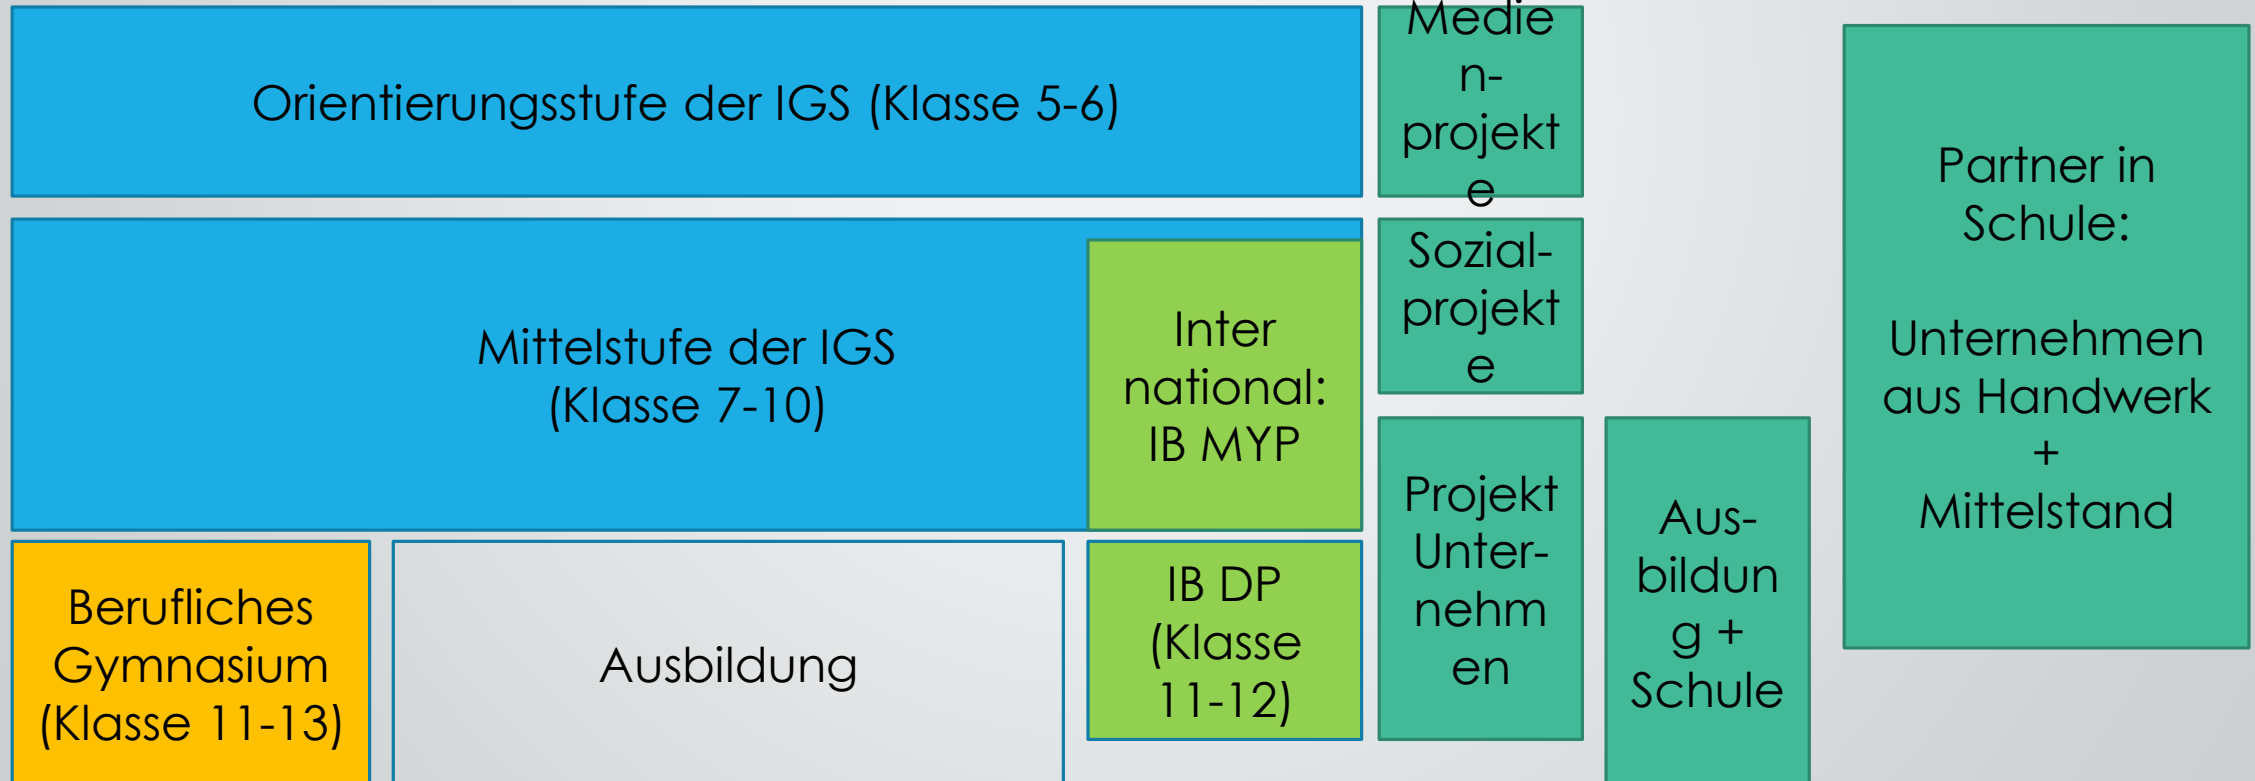 Orientierungsstufe der IGS (Klasse 5-6)
Medie
n-
projekt
e
Partner in
Schule:
Unternehmen
aus Handwerk
+
Mittelstand
Mittelstufe der IGS
(Klasse 7-10)
Inter
national:
IB MYP
Sozial-
projekt
e
Projekt
Unter-
nehm
en
Aus-
bildun
g +
Schule
Berufliches
Gymnasium
(Klasse 11-13)
Ausbildung
IB DP
(Klasse
11-12)